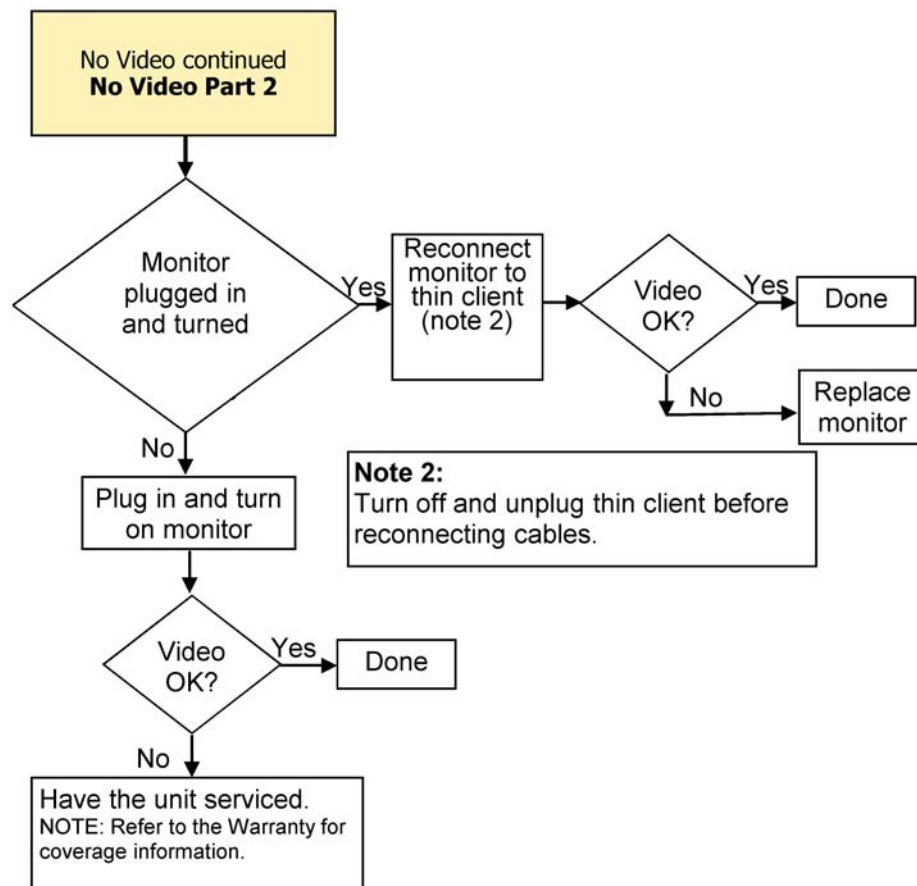 No Video continued
No Video Part 2
Monitor
plugged in
and turned
Yes
Reconnect
monitor to
thin client
(note 2)
Video
OK?
Yes
Done
No
Replace
monitor
No
Plug in and turn
on monitor
Note 2:
Turn off and unplug thin client before
reconnecting cables.
Video
OK?
Yes
Done
No
Have the unit serviced.
NOTE: Refer to the Warranty for
coverage information.